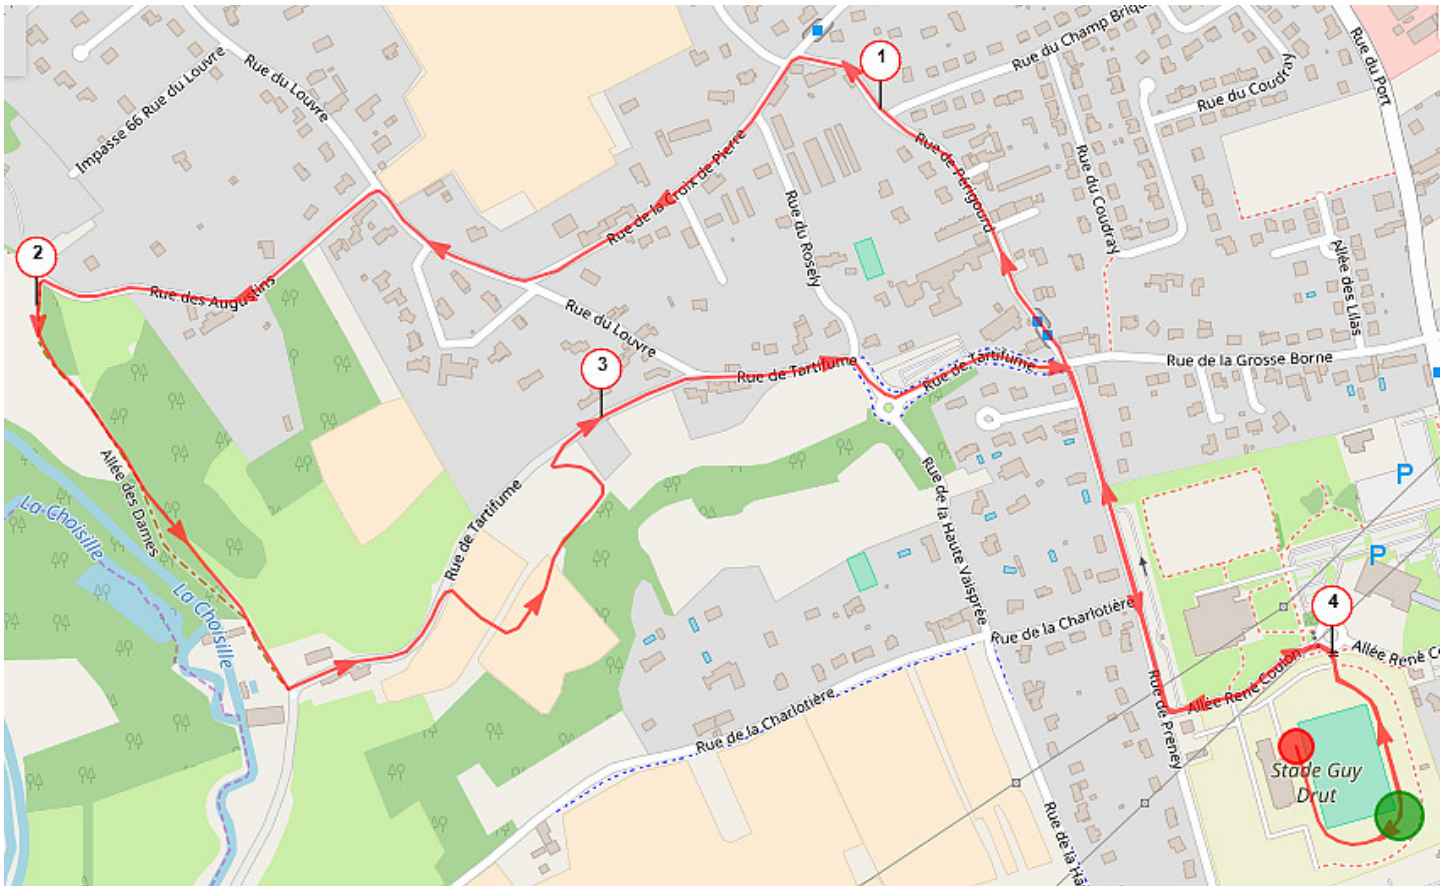 Rue du Champ Briqu
1
Rue du Port
Rue du Louvre
Impasse 66 Rue du Louvre
Rue du Coudray
Rue de la Croix de Pierre
Rue de Périgourd
Rue du Coudray
Rue du Rosely
2
Rue des Augustins
Allée des Lilas
Rue du Louvre
3
Rue de Tartifume
Rue de Tartifume
Rue de la Grosse Borne
Allée des Dames
La Choisille
Rue de Tartifume
Rue de la Haute Vaisprée
P
P
La Choisille
4
Rue de la Charlotière
Allée René Co
Allée René Coulon
Rue de Preney
Rue de la Charlotière
Stade Guy
Drut
Rue de la Ha